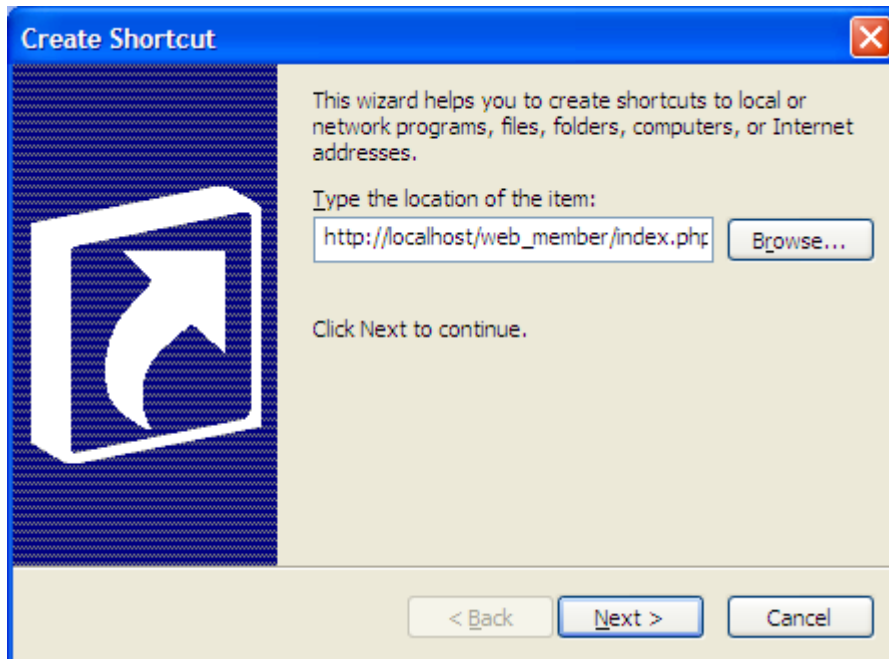 Create Shortcut
This wizard helps you to create shortcuts to local or
network programs, files, folders, computers, or Internet
addresses.
Type the location of the item:
http://localhost/web_member/index.php
Browse...
Click Next to continue.
< Back
Next >
Cancel